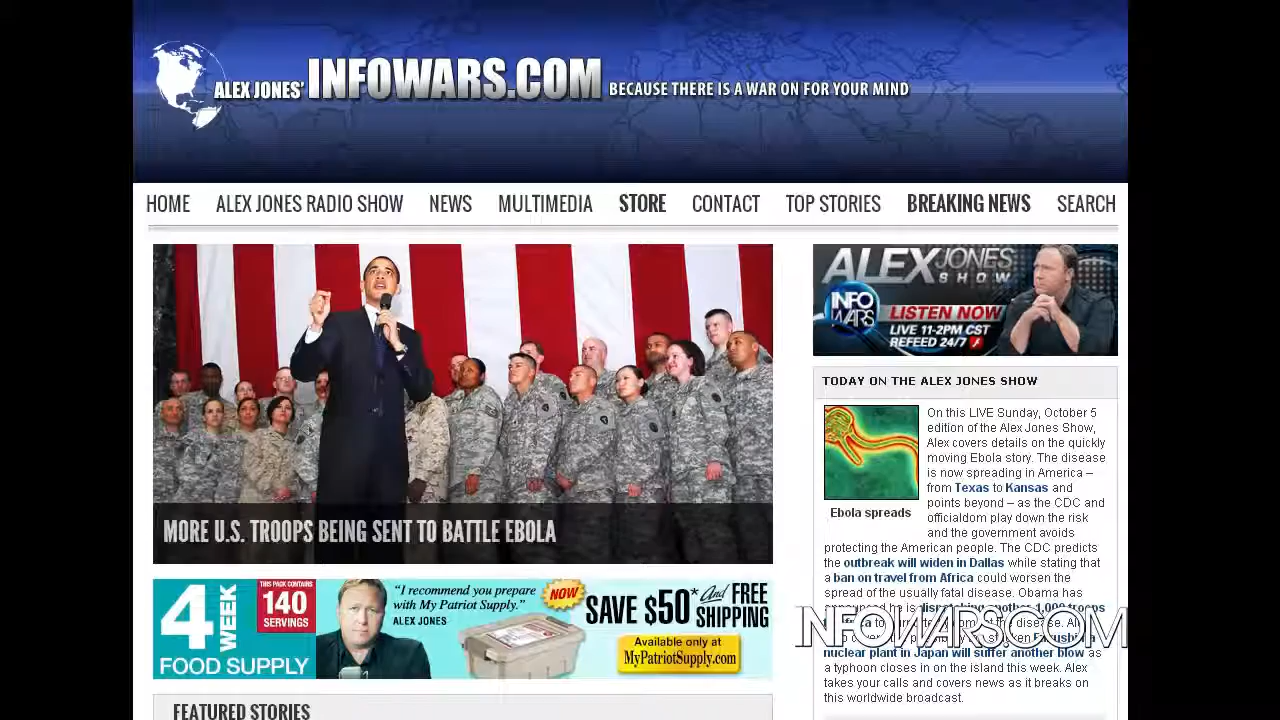 ALEX JONES' INFOWARS.COM BECAUSE THERE IS A WAR ON FOR YOUR MIND
HOME ALEX JONES RADIO SHOW NEWS MULTIMEDIA STORE CONTACT TOP STORIES BREAKING NEWS SEARCH
MORE U.S. TROOPS BEING SENT TO BATTLE EBOLA
4 WEEK
FOOD SUPPLY
THIS PACK CONTAINS
140
SERVINGS
"I recommend you prepare
with My Patriot Supply."
ALEX JONES
NOW
SAVE $50* And FREE
SHIPPING
Available only at
MyPatriotSupply.com
FEATURED STORIES
ALEX JONES
SHOW
INFO
WARS
LISTEN NOW
LIVE 11-2PM CST
REFEED 24/7
TODAY ON THE ALEX JONES SHOW
Ebola spreads
On this LIVE Sunday, October 5
edition of the Alex Jones Show,
Alex covers details on the quickly
moving Ebola story. The disease
is now spreading in America –
from Texas to Kansas and
points beyond – as the CDC and
officialdom play down the risk
and the government avoids
protecting the American people. The CDC predicts
the outbreak will widen in Dallas while stating that
a ban on travel from Africa could worsen the
spread of the usually fatal disease. Obama has
INFOWARS.COM
nuclear plant in Japan will suffer another blow as
a typhoon closes in on the island this week. Alex
takes your calls and covers news as it breaks on
this worldwide broadcast.